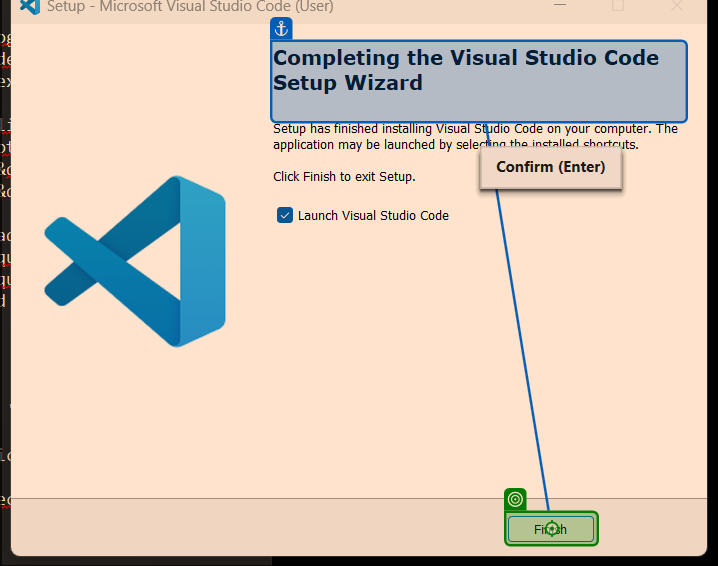 Setup - Microsoft Visual Studio Code (User)
Completing the Visual Studio Code
Setup Wizard
Setup has finished installing Visual Studio Code on your computer. The
application may be launched by selecting the installed shortcuts.
Confirm (Enter)
Click Finish to exit Setup.
Launch Visual Studio Code
Finish